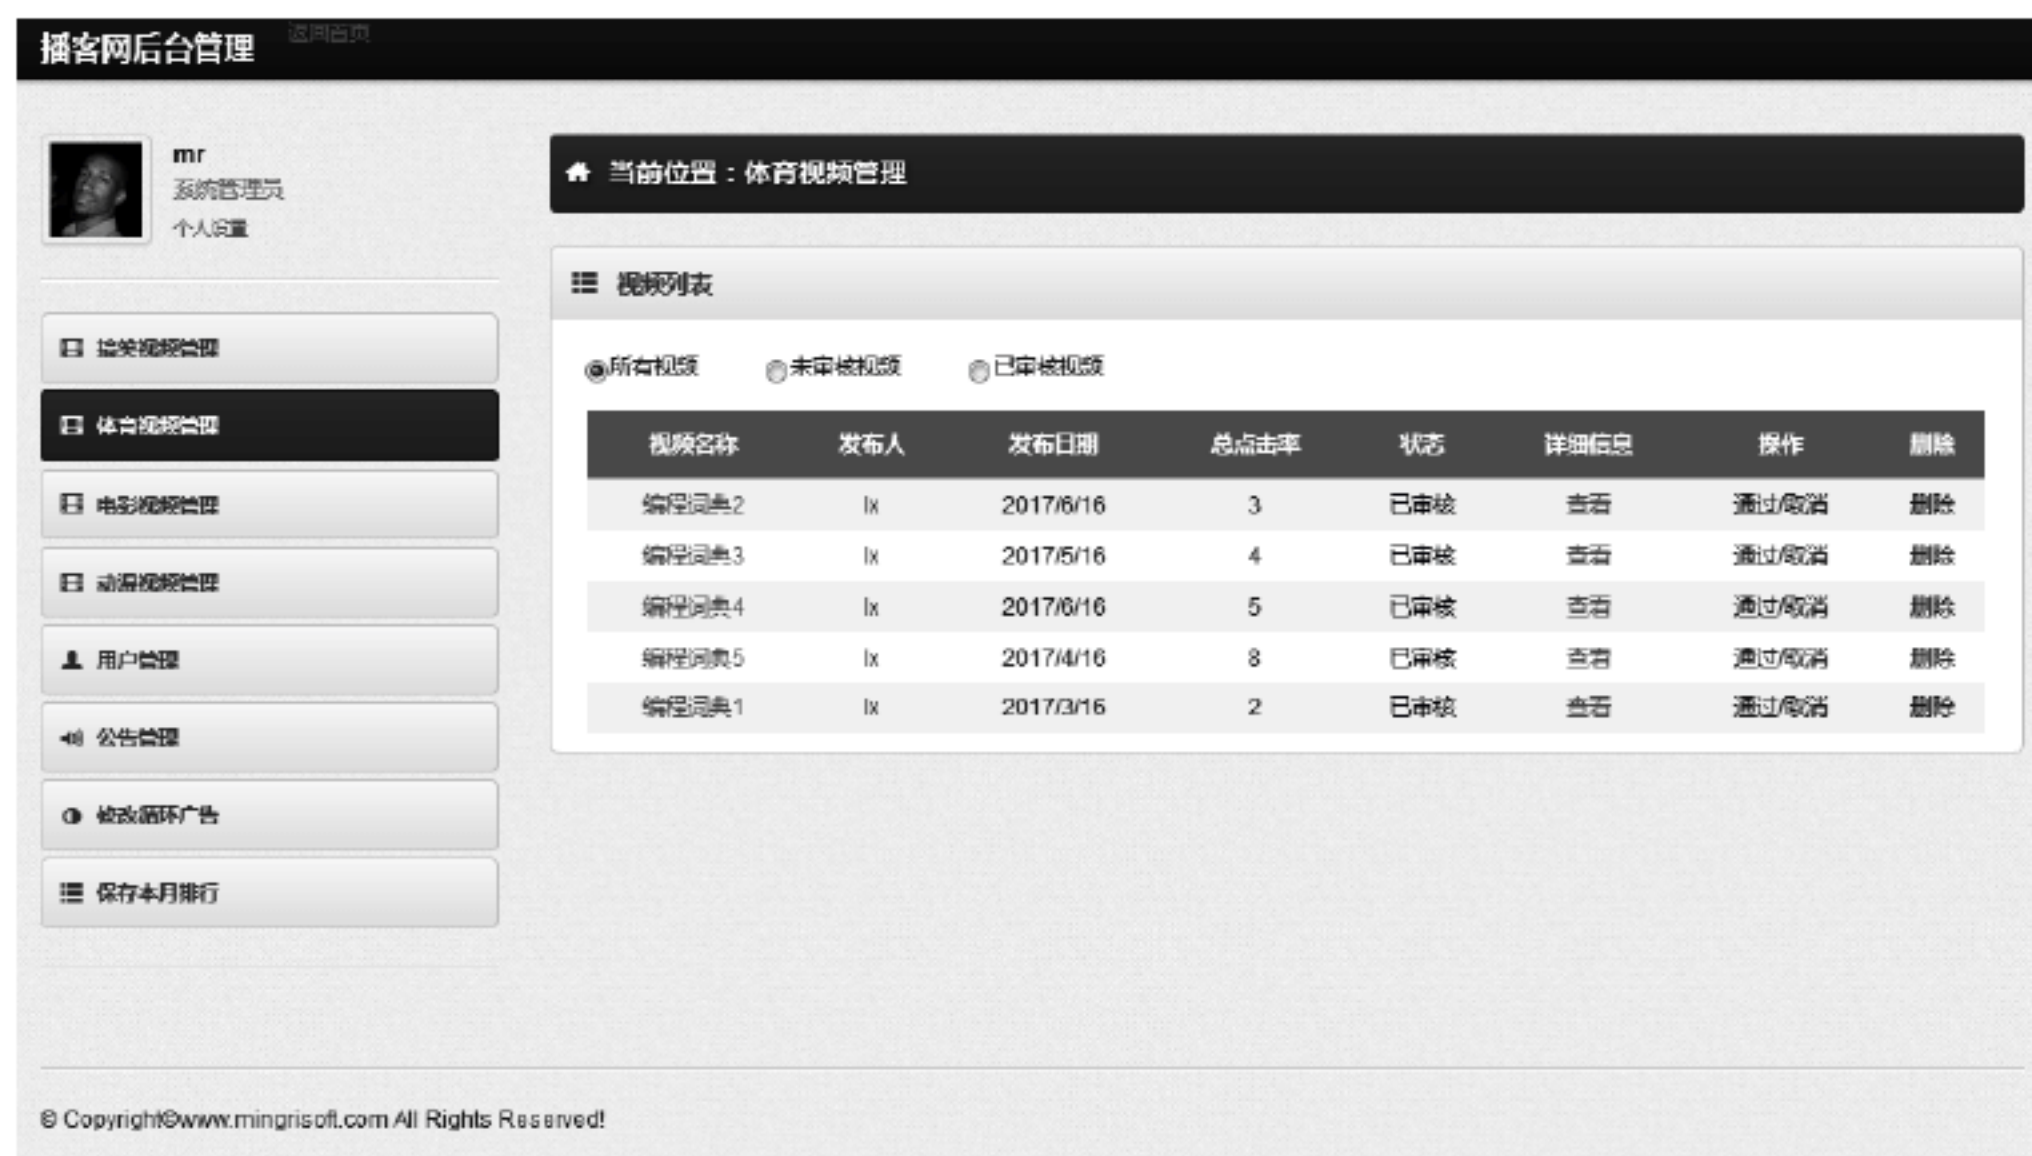 播客网后台管理 返回首页
mr
系统管理员
个人设置
搞笑视频管理
体育视频管理
电影视频管理
动漫视频管理
用户管理
公告管理
修改循环广告
保存本月排行
当前位置：体育视频管理
视频列表
所有视频 未审核视频 已审核视频
视频名称 发布人 发布日期 总点击率 状态 详细信息 操作 删除
编程词典2 lx 2017/6/16 3 已审核 查看 通过/取消 删除
编程词典3 lx 2017/5/16 4 已审核 查看 通过/取消 删除
编程词典4 lx 2017/6/16 5 已审核 查看 通过/取消 删除
编程词典5 lx 2017/4/16 8 已审核 查看 通过/取消 删除
编程词典1 lx 2017/3/16 2 已审核 查看 通过/取消 删除
© Copyright©www.mingrisoft.com All Rights Reserved!